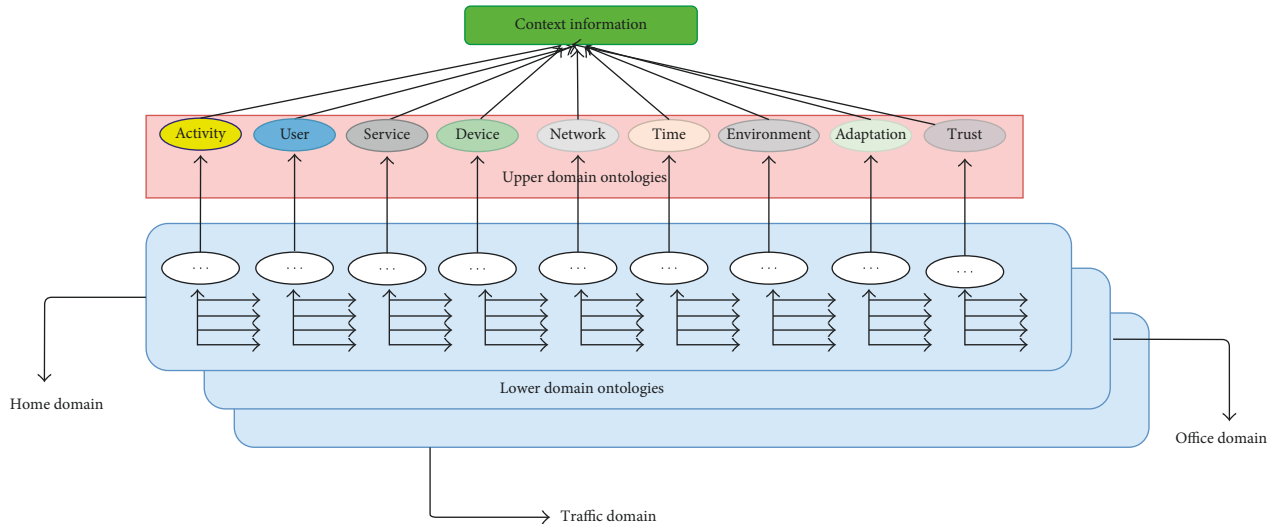 Context information
Activity
User
Service
Device
Network
Time
Environment
Adaptation
Trust
Upper domain ontologies
. . .
. . .
. . .
. . .
. . .
. . .
. . .
. . .
. . .
Lower domain ontologies
Home domain
Office domain
Traffic domain